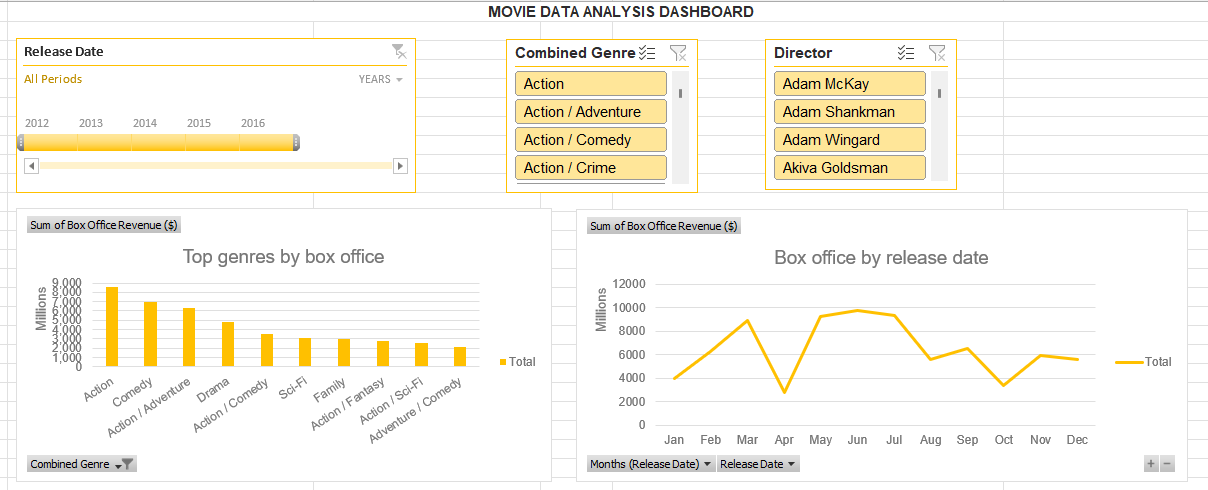 MOVIE DATA ANALYSIS DASHBOARD
Release Date
All Periods
YEARS
2012 2013 2014 2015 2016
Combined Genre
Action
Action / Adventure
Action / Comedy
Action / Crime
Director
Adam McKay
Adam Shankman
Adam Wingard
Akiva Goldsman
Sum of Box Office Revenue ($)
Top genres by box office
Millions
9,000
8,000
7,000
6,000
5,000
4,000
3,000
2,000
1,000
0
Action Comedy Action / Adventure Drama Action / Comedy Sci-Fi Family Action / Fantasy Action / Sci-Fi Adventure / Comedy
Total
Combined Genre
Sum of Box Office Revenue ($)
Box office by release date
Millions
12000
10000
8000
6000
4000
2000
0
Jan Feb Mar Apr May Jun Jul Aug Sep Oct Nov Dec
Total
Months (Release Date) Release Date